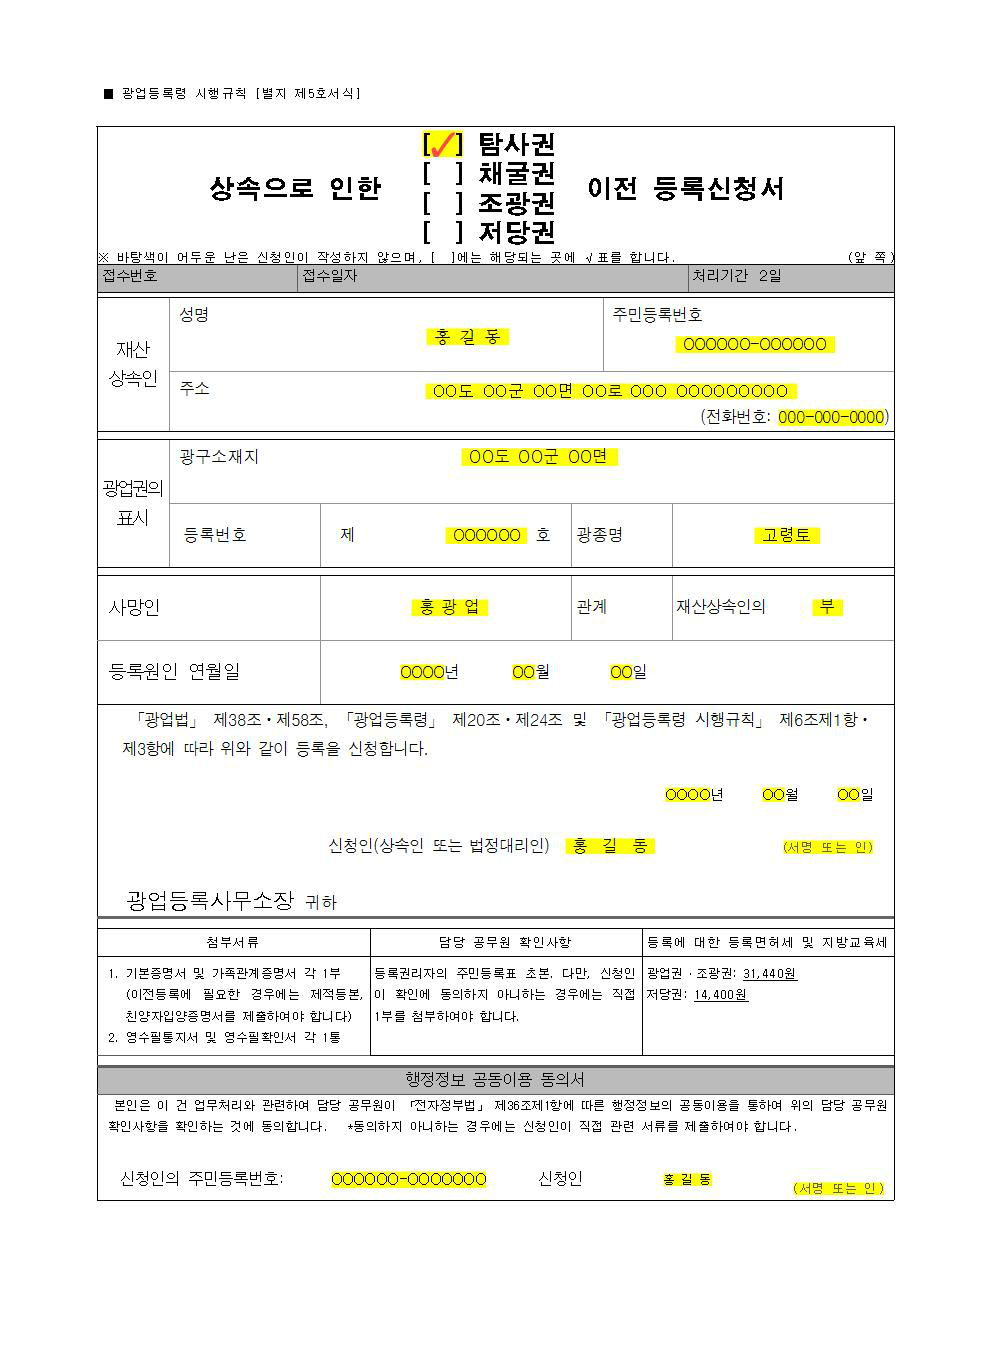 ■ 광업등록령 시행규칙 [별지 제5호서식]
상속으로 인한
[✓] 탐사권
[ ] 채굴권
[ ] 조광권
[ ] 저당권
이전 등록신청서
※ 바탕색이 어두운 난은 신청인이 작성하지 않으며, [ ]에는 해당되는 곳에 √표를 합니다. (앞 쪽)
접수번호 접수일자 처리기간 2일
재산
상속인
성명
홍 길 동
주민등록번호
OOOOOO-OOOOOO
주소
OO도 OO군 OO면 OO로 OOO OOOOOOOOO
(전화번호: 000-000-0000)
광업권의
표시
광구소재지 OO도 OO군 OO면
등록번호 제 OOOOOO 호 광종명 고령토
사망인 홍 광 업 관계 재산상속인의 부
등록원인 연월일 OOOO년 OO월 OO일
「광업법」 제38조·제58조, 「광업등록령」 제20조·제24조 및 「광업등록령 시행규칙」 제6조제1항·
제3항에 따라 위와 같이 등록을 신청합니다.
OOOO년 OO월 OO일
신청인(상속인 또는 법정대리인) 홍 길 동 (서명 또는 인)
광업등록사무소장 귀하
첨부서류
1. 기본증명서 및 가족관계증명서 각 1부
(이전등록에 필요한 경우에는 제적등본,
친양자입양증명서를 제출하여야 합니다)
2. 영수필통지서 및 영수필확인서 각 1통
담당 공무원 확인사항
등록권리자의 주민등록표 초본. 다만, 신청인
이 확인에 동의하지 아니하는 경우에는 직접
1부를 첨부하여야 합니다.
등록에 대한 등록면허세 및 지방교육세
광업권 · 조광권: 31,440원
저당권: 14,400원
행정정보 공동이용 동의서
본인은 이 건 업무처리와 관련하여 담당 공무원이 「전자정부법」 제36조제1항에 따른 행정정보의 공동이용을 통하여 위의 담당 공무원
확인사항을 확인하는 것에 동의합니다. *동의하지 아니하는 경우에는 신청인이 직접 관련 서류를 제출하여야 합니다.
신청인의 주민등록번호: OOOOOO-OOOOOOO 신청인 홍 길 동 (서명 또는 인)